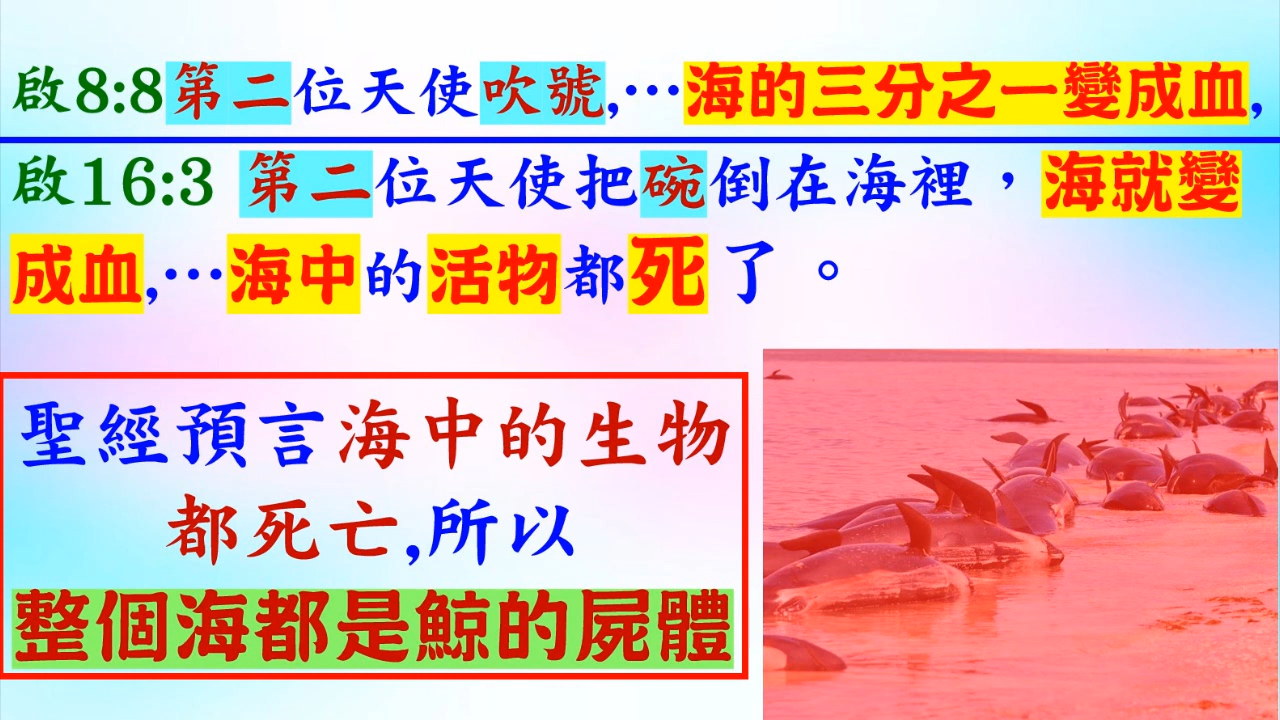 啟8:8第二位天使吹號,…海的三分之一變成血,
啟16:3 第二位天使把碗倒在海裡，海就變
成血,…海中的活物都死了。
聖經預言海中的生物
都死亡,所以
整個海都是鯨的屍體